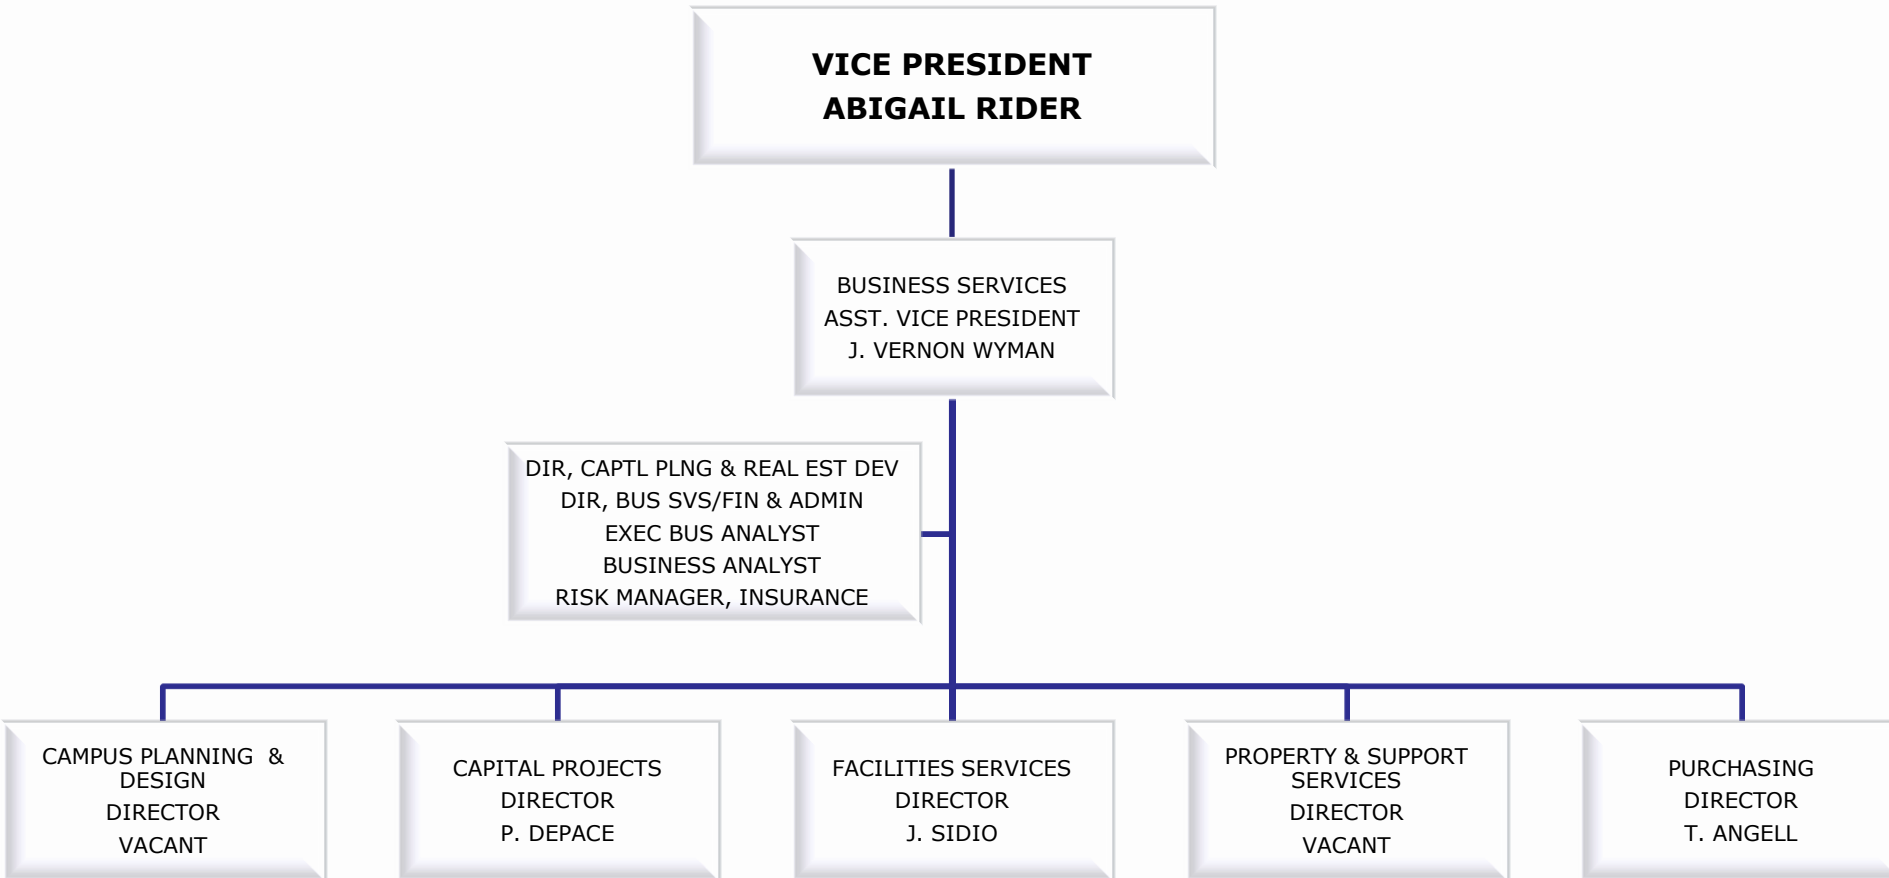 VICE PRESIDENT
ABIGAIL RIDER
BUSINESS SERVICES
ASST. VICE PRESIDENT
J. VERNON WYMAN
DIR, CAPTL PLNG & REAL EST DEV
DIR, BUS SVS/FIN & ADMIN
EXEC BUS ANALYST
BUSINESS ANALYST
RISK MANAGER, INSURANCE
CAMPUS PLANNING &
DESIGN
DIRECTOR
VACANT
CAPITAL PROJECTS
DIRECTOR
P. DEPACE
FACILITIES SERVICES
DIRECTOR
J. SIDIO
PROPERTY & SUPPORT
SERVICES
DIRECTOR
VACANT
PURCHASING
DIRECTOR
T. ANGELL